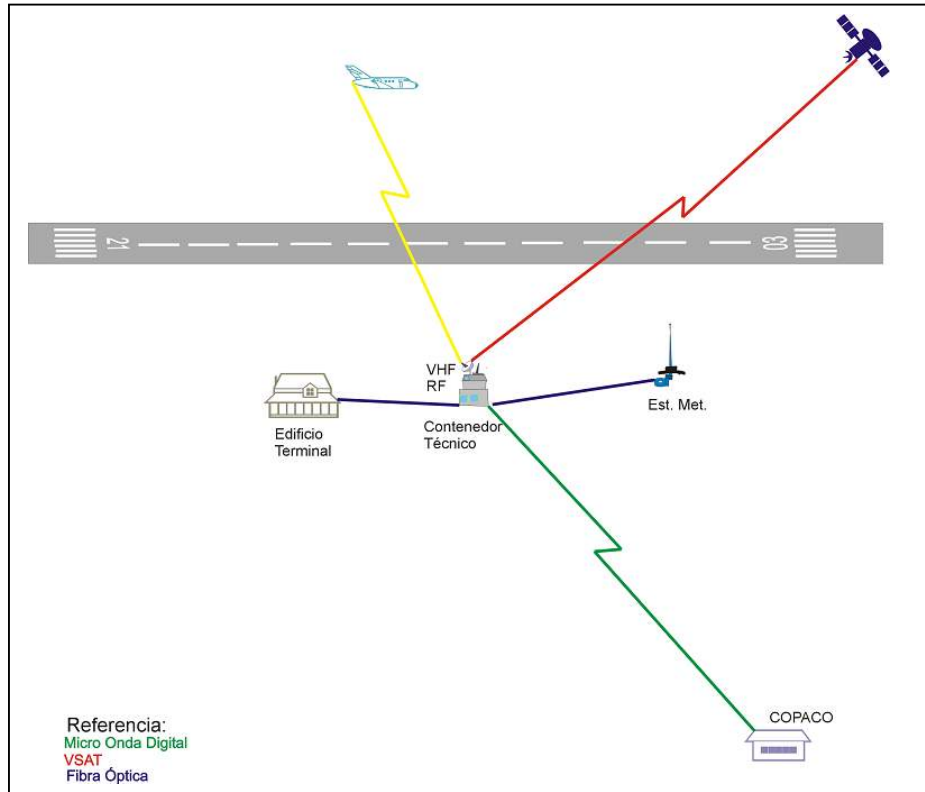 21
03
VHF
RF
Est. Met.
Edificio
Terminal
Contenedor
Técnico
COPACO
Referencia:
Micro Onda Digital
VSAT
Fibra Óptica